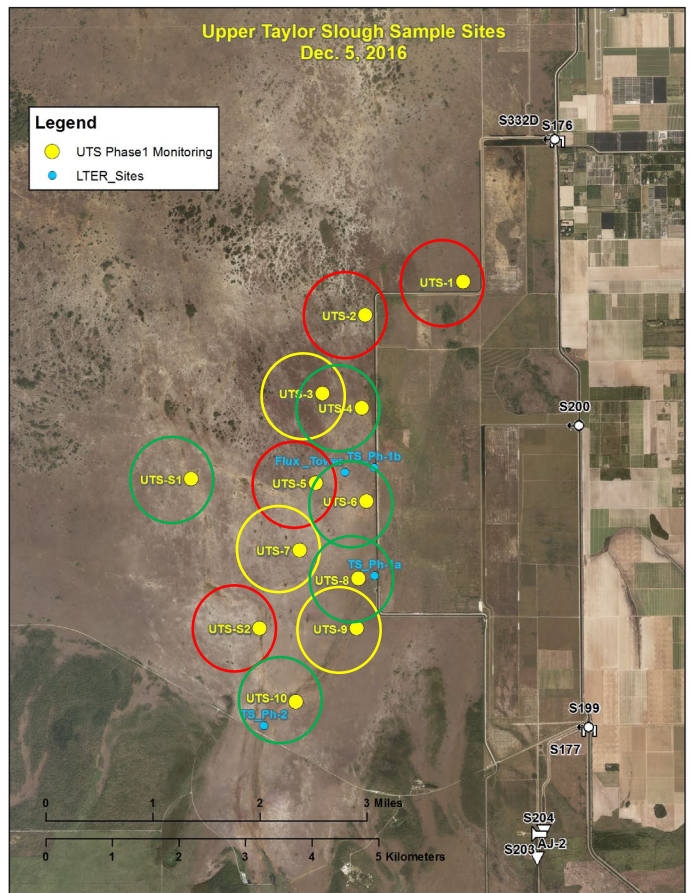 Upper Taylor Slough Sample Sites
Dec. 5, 2016
Legend
UTS Phase1 Monitoring
LTER_Sites
S332D
S176
UTS-1
UTS-2
UTS-3
UTS-4
S200
Flux_Tower
TS_Ph-1b
UTS-S1
UTS-5
UTS-6
UTS-7
TS_Ph-1a
UTS-8
UTS-S2
UTS-9
UTS-10
TS_Ph-2
S199
S177
0 1 2 3 Miles
S204
AJ-2
S203
0 1 2 3 4 5 Kilometers